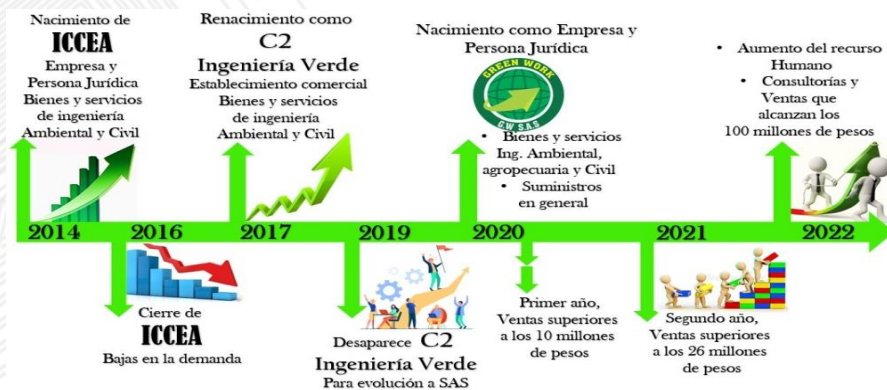 Nacimiento de
ICCEA
Empresa y
Persona Jurídica
Bienes y servicios
de ingeniería
Ambiental y Civil
Renacimiento como
C2
Ingeniería Verde
Establecimiento comercial
Bienes y servicios
de ingeniería
Ambiental y Civil
Nacimiento como Empresa y
Persona Jurídica
GREEN WORK
G.W SAS
• Bienes y servicios
Ing. Ambiental,
agropecuaria y Civil
• Suministros
en general
• Aumento del recurso
Humano
• Consultorías y
Ventas que
alcanzan los
100 millones de pesos
2014
2016
2017
2019
2020
2021
2022
Cierre de
ICCEA
Bajas en la demanda
Desaparece C2
Ingeniería Verde
Para evolución a SAS
Primer año,
Ventas superiores
a los 10 millones
de pesos
Segundo año,
Ventas superiores
a los 26 millones
de pesos